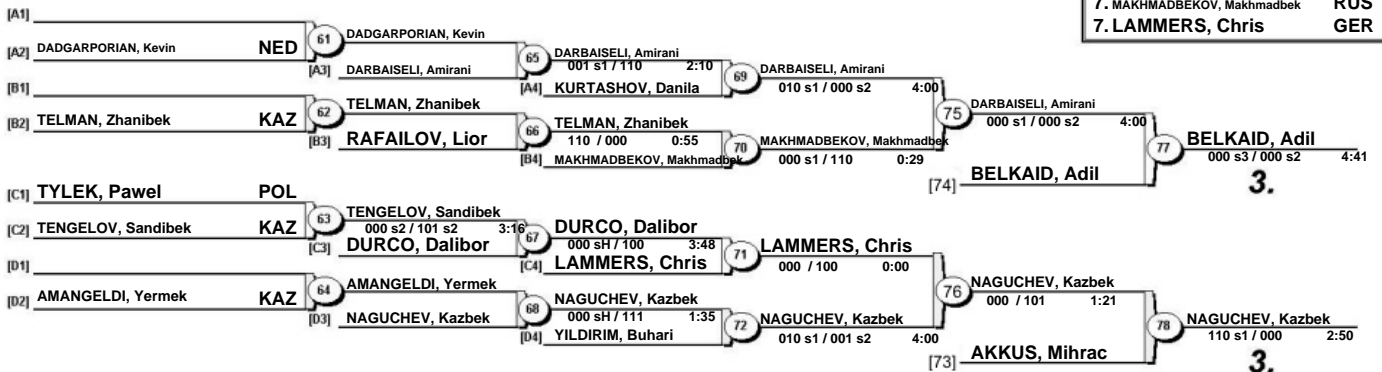 7. MAKHMADBEKOV, Makhmadbek RUS
7. LAMMERS, Chris GER
[A1]
[A2] DADGARPORIAN, Kevin NED
61
DADGARPORIAN, Kevin
[A3] DARBAISELI, Amirani
65
DARBAISELI, Amirani
001 s1 / 110 2:10
[A4] KURTASHOV, Danila
69
DARBAISELI, Amirani
010 s1 / 000 s2 4:00
[B1]
[B2] TELMAN, Zhanibek KAZ
62
TELMAN, Zhanibek
[B3] RAFAILOV, Lior
66
TELMAN, Zhanibek
110 / 000 0:55
[B4] MAKHMADBEKOV, Makhmadbek
70
MAKHMADBEKOV, Makhmadbek
000 s1 / 110 0:29
75
DARBAISELI, Amirani
000 s1 / 000 s2 4:00
[74] BELKAID, Adil
77
BELKAID, Adil
000 s3 / 000 s2 4:41
3.
[C1] TYLEK, Pawel POL
[C2] TENGELOV, Sandibek KAZ
63
TENGELOV, Sandibek
000 s2 / 101 s2 3:16
[C3] DURCO, Dalibor
67
DURCO, Dalibor
000 sH / 100 3:48
[C4] LAMMERS, Chris
71
LAMMERS, Chris
000 / 100 0:00
[D1]
[D2] AMANGELDI, Yermek KAZ
64
AMANGELDI, Yermek
[D3] NAGUCHEV, Kazbek
68
NAGUCHEV, Kazbek
000 sH / 111 1:35
[D4] YILDIRIM, Buhari
72
NAGUCHEV, Kazbek
010 s1 / 001 s2 4:00
76
NAGUCHEV, Kazbek
000 / 101 1:21
[73] AKKUS, Mihrac
78
NAGUCHEV, Kazbek
110 s1 / 000 2:50
3.